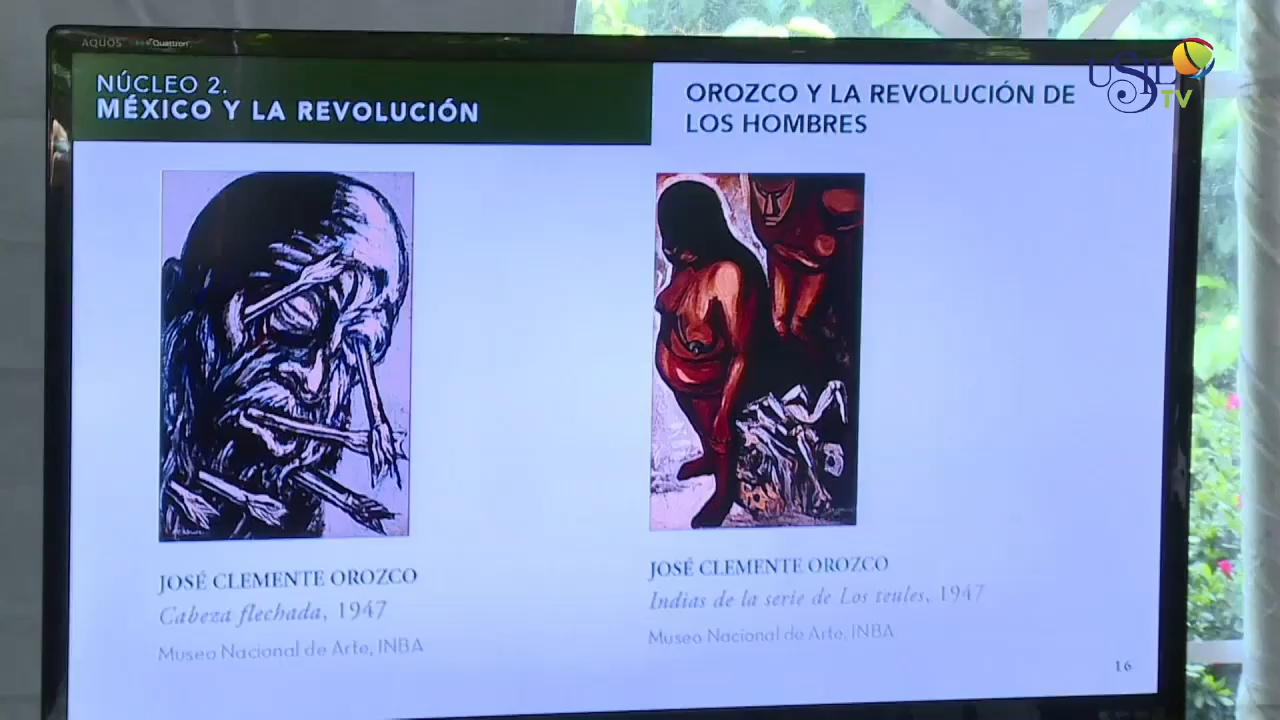 AQUOS Quattron
NÚCLEO 2.
MÉXICO Y LA REVOLUCIÓN
OROZCO Y LA REVOLUCIÓN DE
LOS HOMBRES
USIL
TV
JOSÉ CLEMENTE OROZCO
Cabeza flechada, 1947
Museo Nacional de Arte, INBA
JOSÉ CLEMENTE OROZCO
Indias de la serie de Los teules, 1947
Museo Nacional de Arte, INBA
16